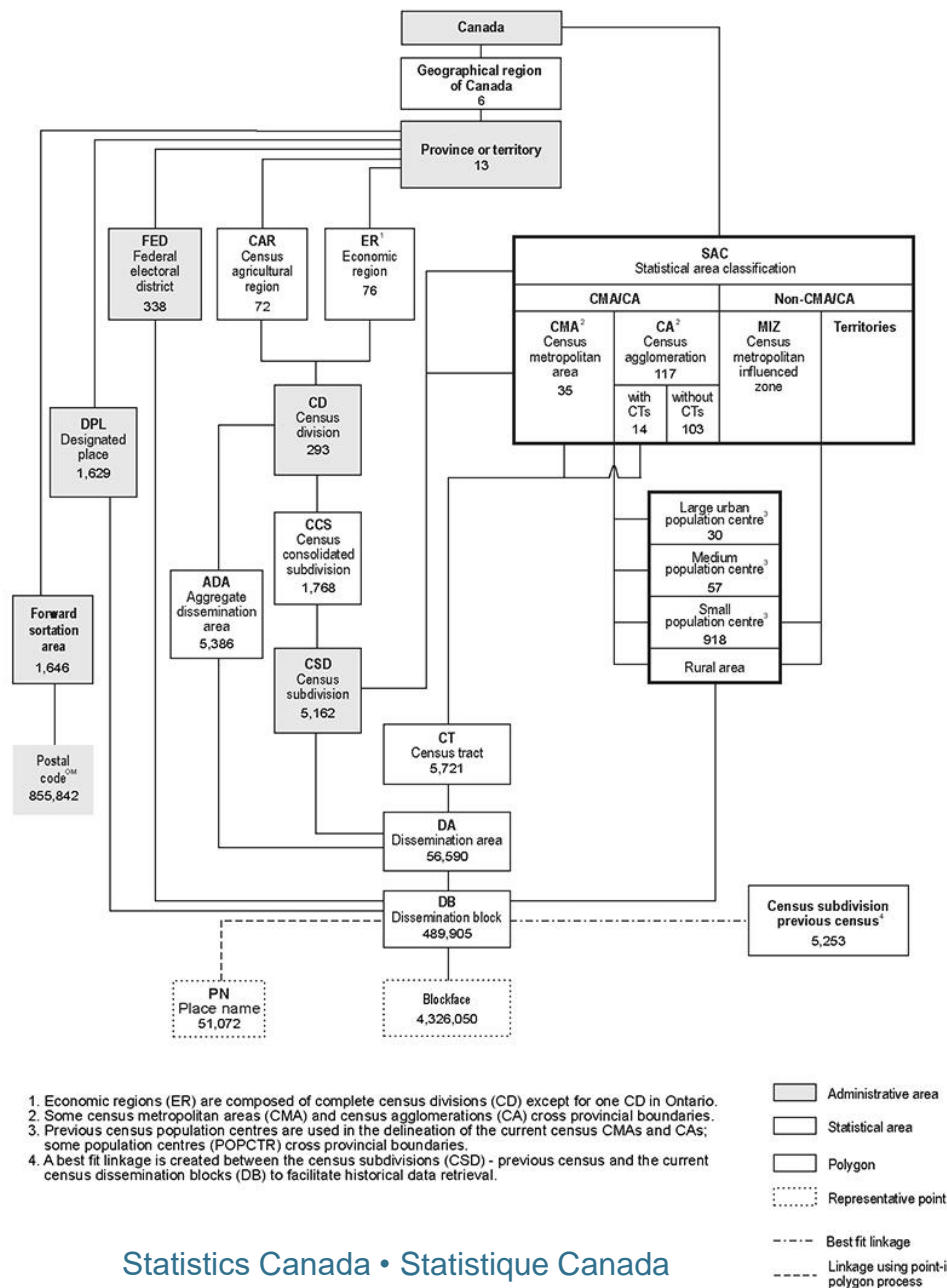 Canada
Geographical region
of Canada
6
Province or territory
13
FED
Federal
electoral
district
338
CAR
Census
agricultural
region
72
ER¹
Economic
region
76
SAC
Statistical area classification
CMA/CA
Non-CMA/CA
CMA²
Census
metropolitan
area
35
CA²
Census
agglomeration
117
with
CTs
14
without
CTs
103
MIZ
Census
metropolitan
influenced
zone
Territories
DPL
Designated
place
1,629
CD
Census
division
293
CCS
Census
consolidated
subdivision
1,768
ADA
Aggregate
dissemination
area
5,386
Large urban
population centre³
30
Medium
population centre³
57
Small
population centre³
918
Rural area
Forward
sortation
area
1,646
CSD
Census
subdivision
5,162
Postal
code ᴼᴹ
855,842
CT
Census tract
5,721
DA
Dissemination area
56,590
DB
Dissemination block
489,905
Census subdivision
previous census⁴
5,253
PN
Place name
51,072
Blockface
4,326,050
1. Economic regions (ER) are composed of complete census divisions (CD) except for one CD in Ontario.
2. Some census metropolitan areas (CMA) and census agglomerations (CA) cross provincial boundaries.
3. Previous census population centres are used in the delineation of the current census CMAs and CAs;
some population centres (POPCTR) cross provincial boundaries.
4. A best fit linkage is created between the census subdivisions (CSD) - previous census and the current
census dissemination blocks (DB) to facilitate historical data retrieval.
Administrative area
Statistical area
Polygon
Representative point
Best fit linkage
Linkage using point-i
polygon process
Statistics Canada • Statistique Canada